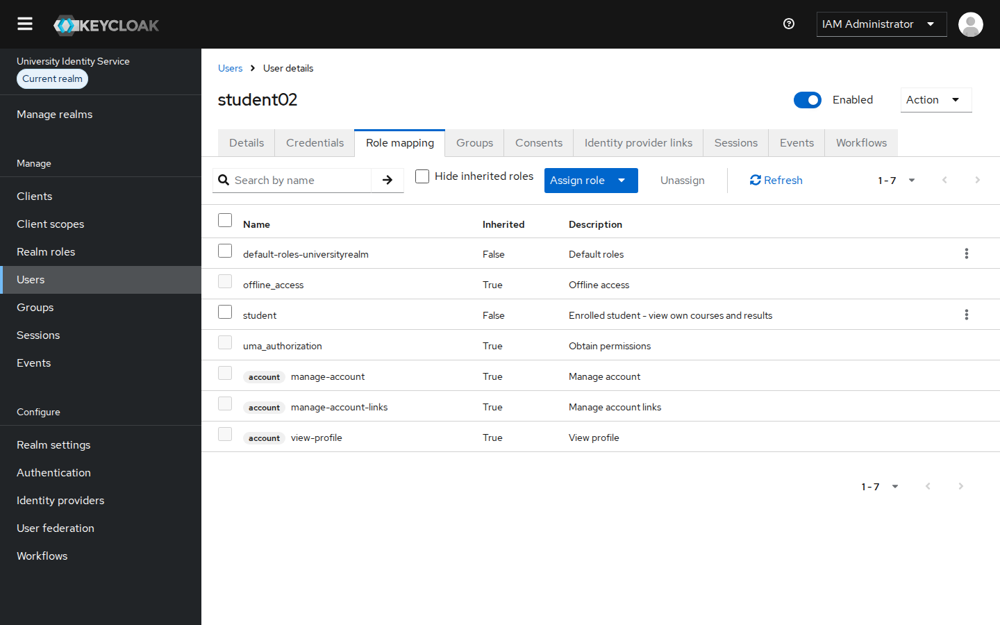 KEYCLOAK
IAM Administrator
University Identity Service
Current realm
Manage realms
Manage
Clients
Client scopes
Realm roles
Users
Groups
Sessions
Events
Configure
Realm settings
Authentication
Identity providers
User federation
Workflows
Users User details
student02
Enabled
Action
Details Credentials Role mapping Groups Consents Identity provider links Sessions Events Workflows
Search by name Hide inherited roles Assign role Unassign Refresh 1 - 7
Name Inherited Description
default-roles-universityrealm False Default roles
offline_access True Offline access
student False Enrolled student - view own courses and results
uma_authorization True Obtain permissions
account manage-account True Manage account
account manage-account-links True Manage account links
account view-profile True View profile
1 - 7